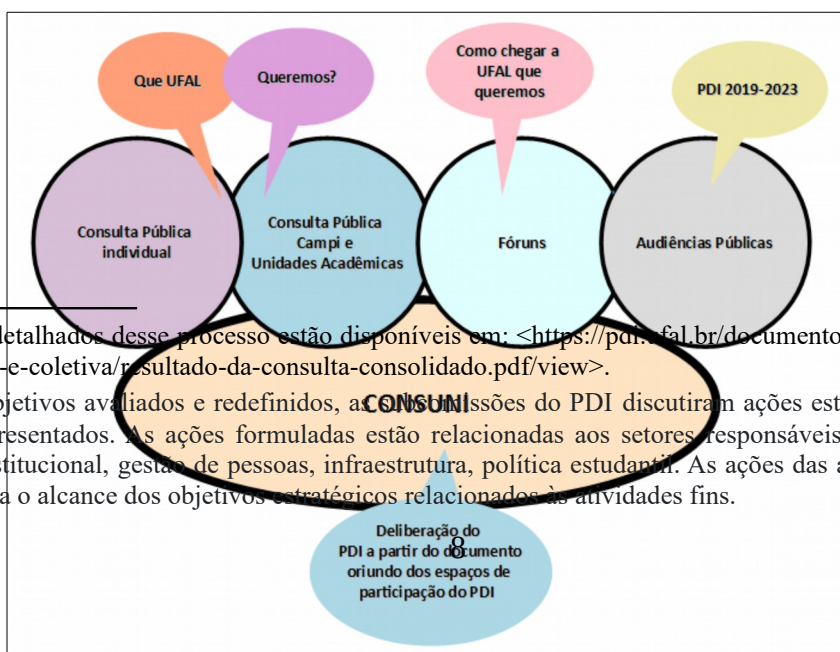 Que UFAL
Queremos?
Como chegar a
UFAL que
queremos
PDI 2019-2023
Consulta Pública
individual
Consulta Pública
Campi e
Unidades Acadêmicas
Fóruns
Audiências Públicas
detalhados desse processo estão disponíveis em: <https://pdi.ufal.br/documento
-e-coletiva/resultado-da-consulta-consolidado.pdf/view>.
CONSUNI
jetivos avaliados e redefinidos, as subcomissões do PDI discutiram ações est
resentados. As ações formuladas estão relacionadas aos setores responsáveis
stitucional, gestão de pessoas, infraestrutura, política estudantil. As ações das a
a o alcance dos objetivos estratégicos relacionados às atividades fins.
Deliberação do
PDI a partir do documento
oriundo dos espaços de
participação do PDI
8